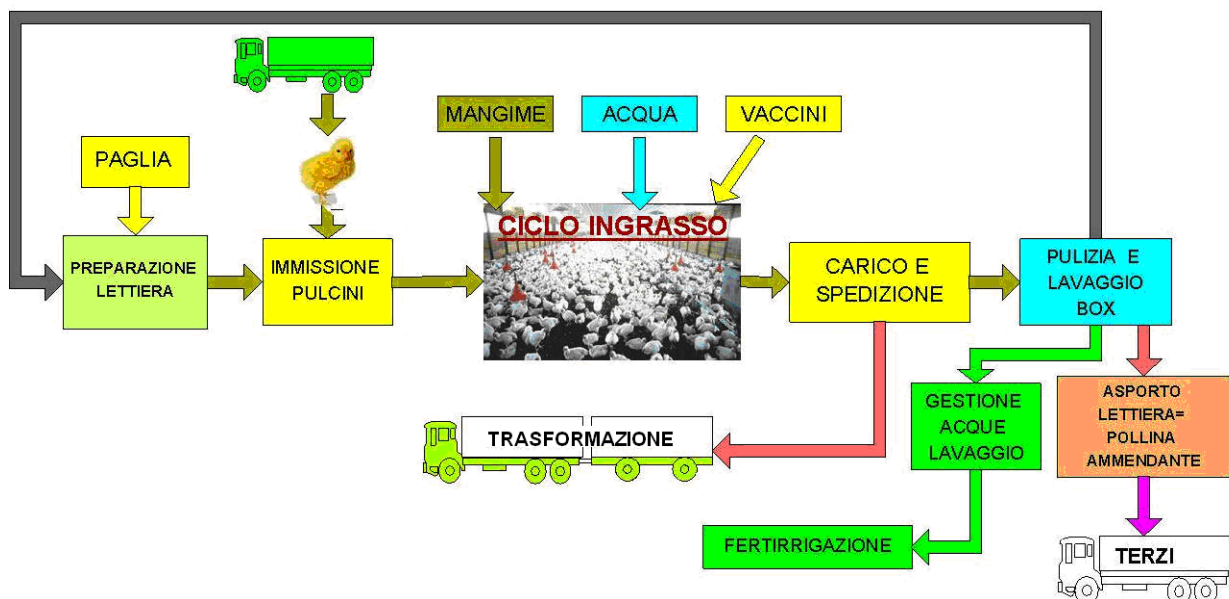 MANGIME
ACQUA
VACCINI
PAGLIA
CICLO INGRASSO
PREPARAZIONE
LETTIERA
IMMISSIONE
PULCINI
CARICO E
SPEDIZIONE
PULIZIA E
LAVAGGIO
BOX
GESTIONE
ACQUE
LAVAGGIO
ASPORTO
LETTIERA=
POLLINA
AMMENDANTE
TRASFORMAZIONE
FERTIRRIGAZIONE
TERZI